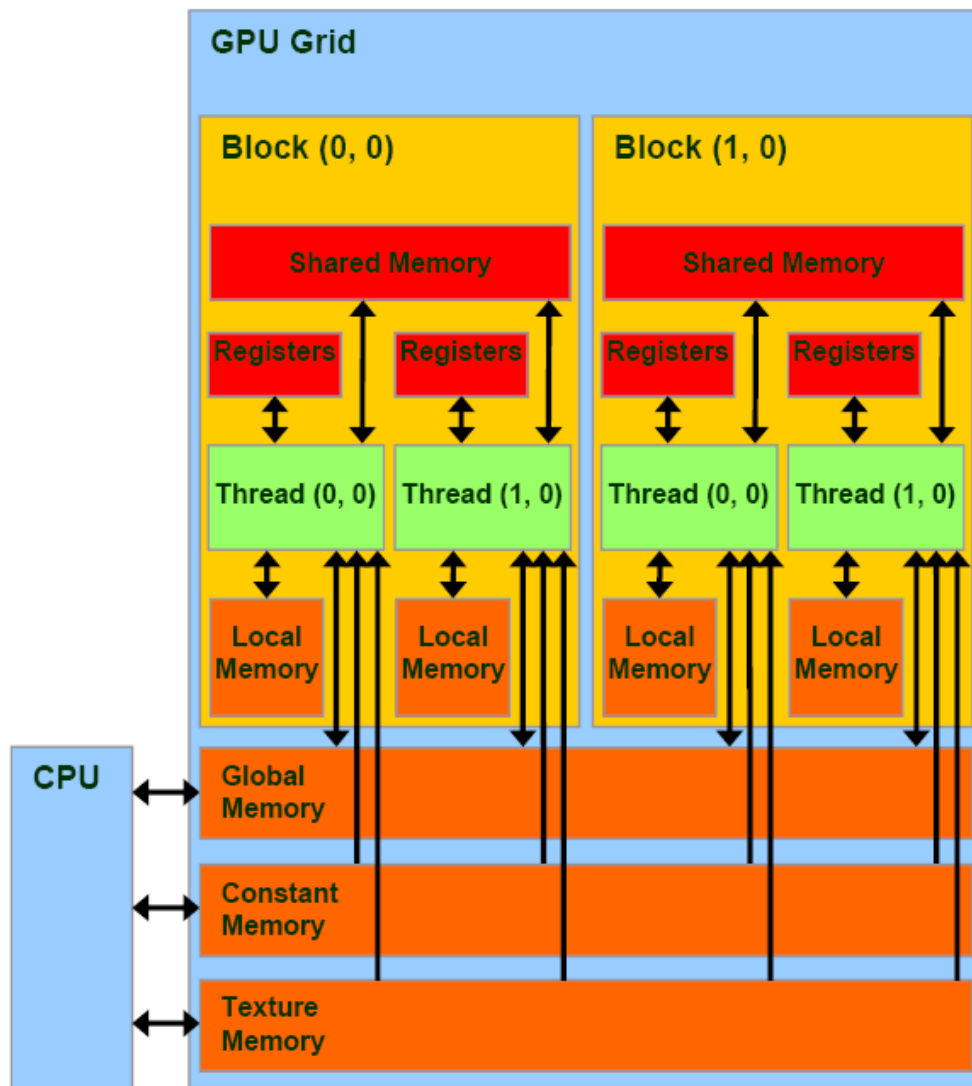 GPU Grid
Block (0, 0)
Shared Memory
Registers
Registers
Thread (0, 0)
Thread (1, 0)
Local
Memory
Local
Memory
Block (1, 0)
Shared Memory
Registers
Registers
Thread (0, 0)
Thread (1, 0)
Local
Memory
Local
Memory
CPU
Global
Memory
Constant
Memory
Texture
Memory